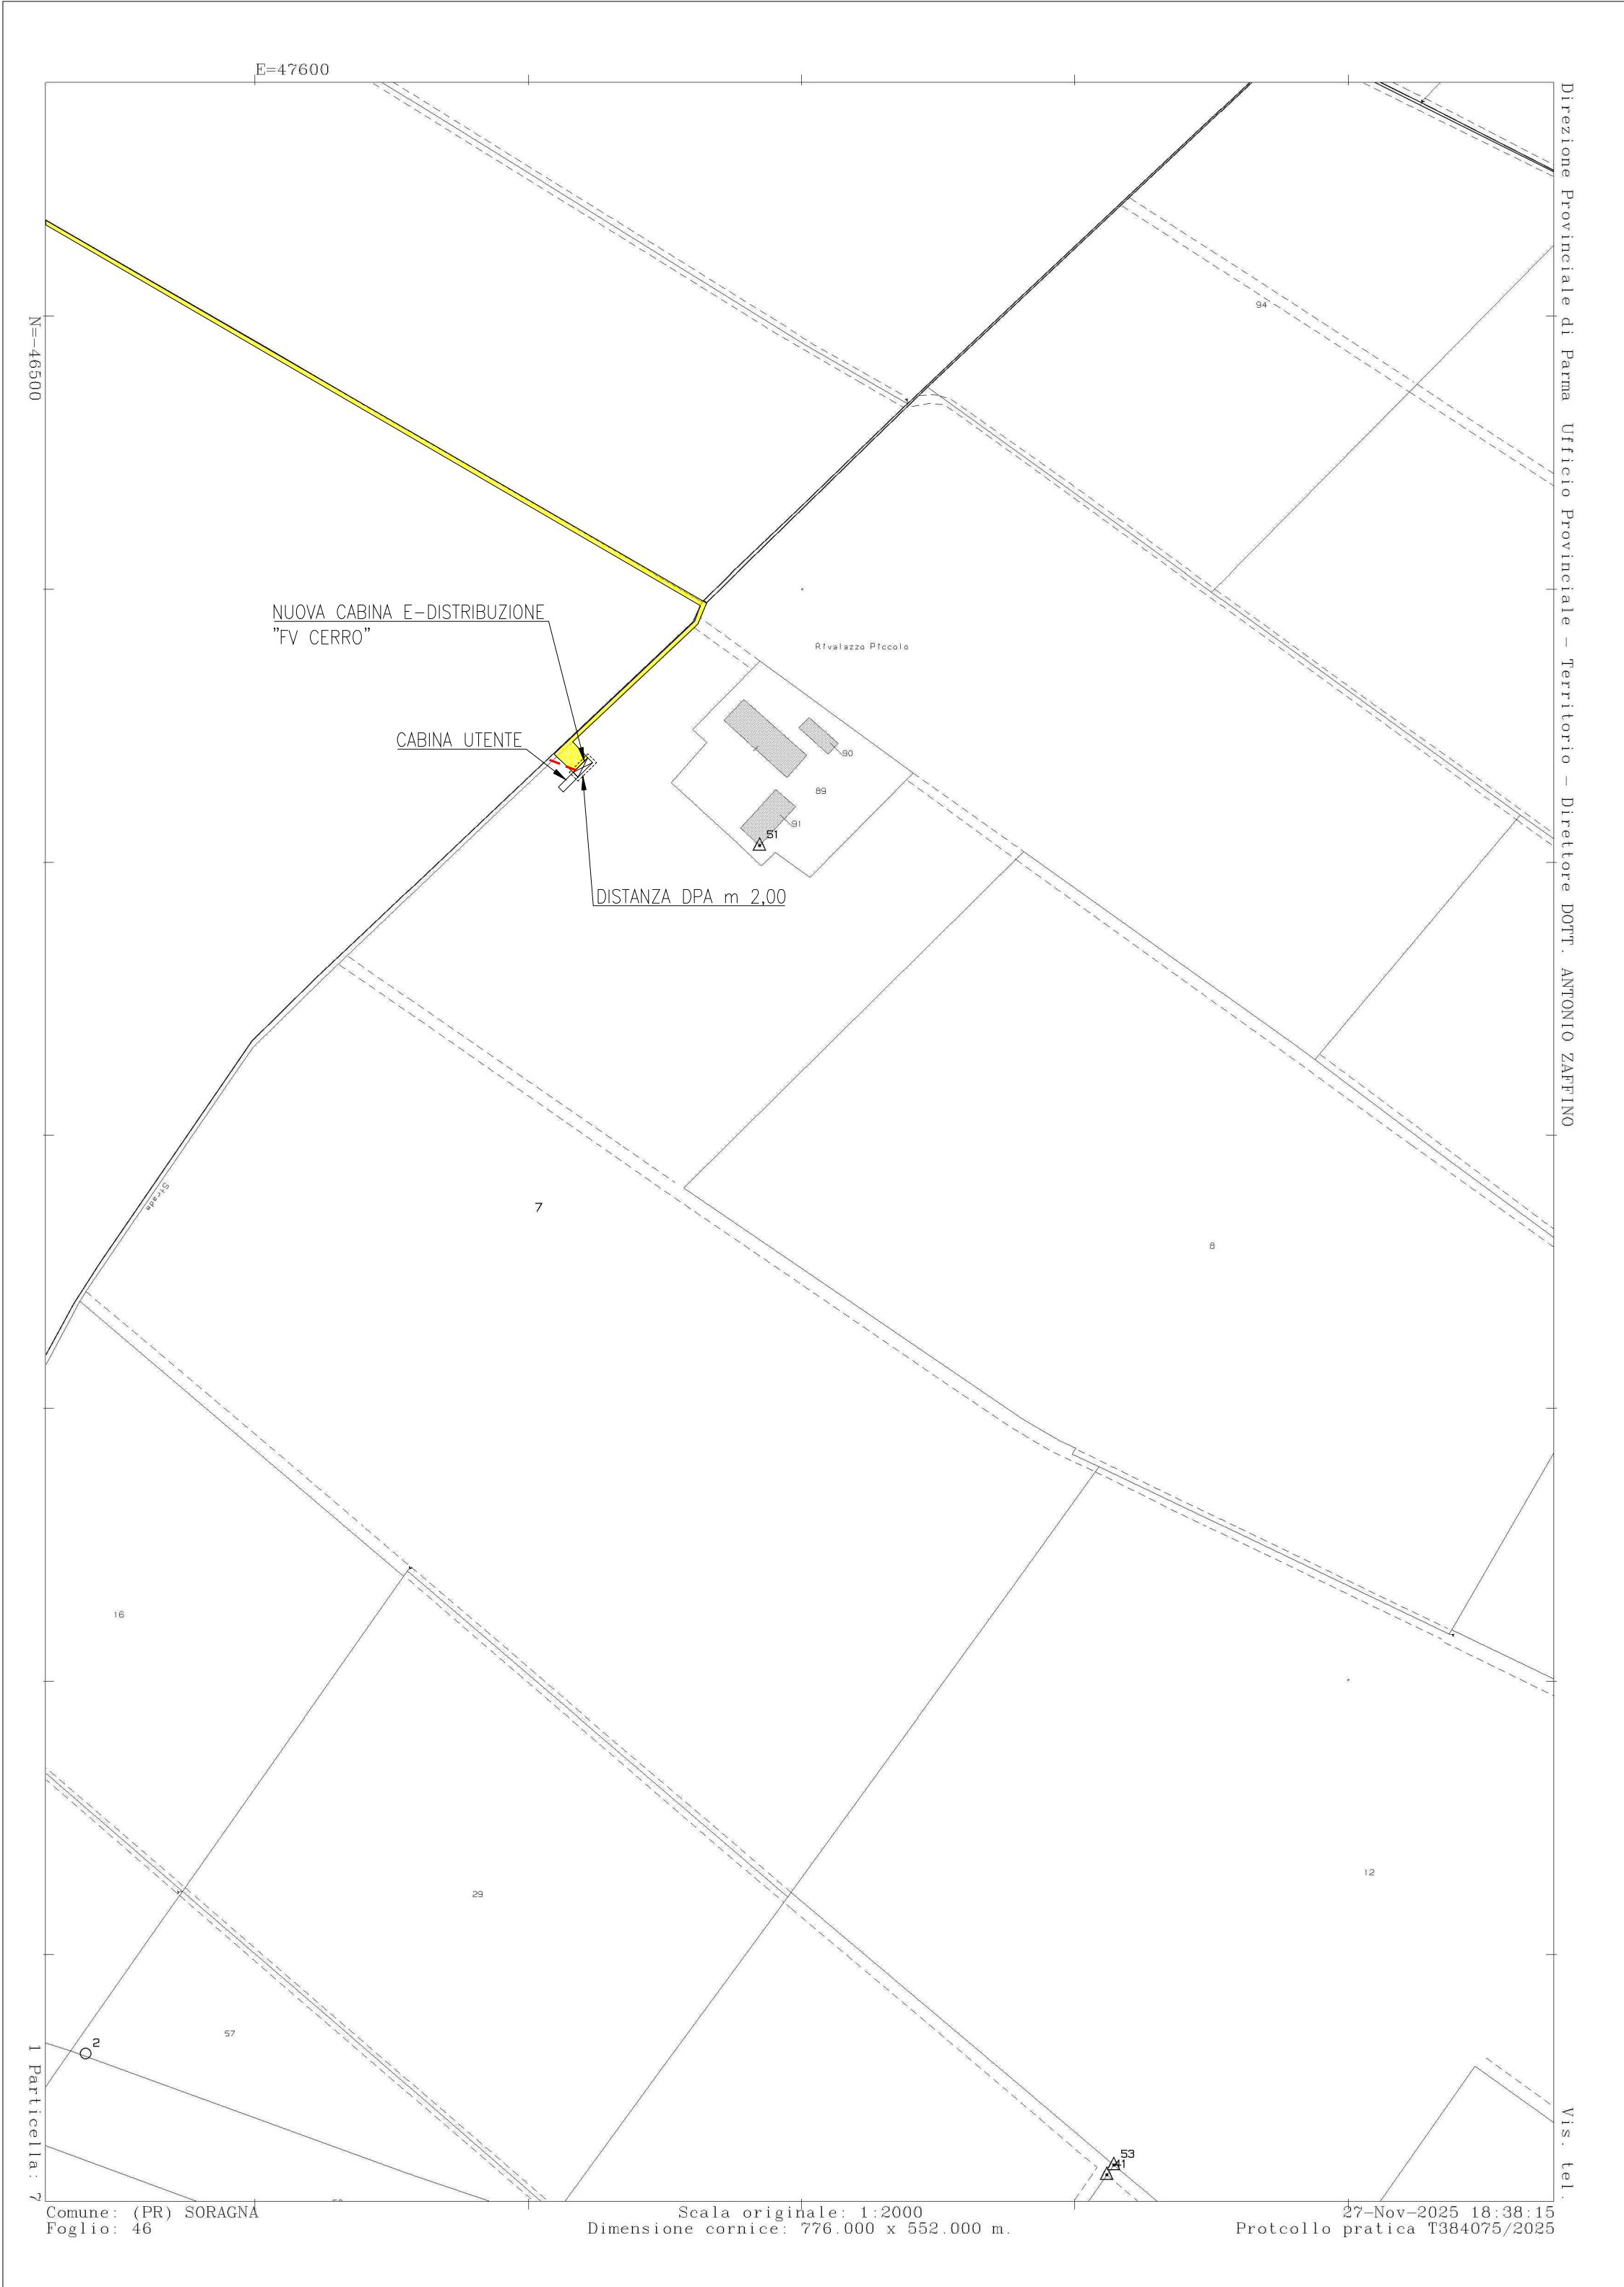 E=47600
N=-46500
Direzione Provinciale di Parma Ufficio Provinciale - Territorio - Direttore DOTT. ANTONIO ZAFFINO
94
NUOVA CABINA E-DISTRIBUZIONE
"FV CERRO"
Rivalazzo Piccolo
CABINA UTENTE
90
89
91
51
DISTANZA DPA m 2,00
Strada
7
8
16
29
12
57
2
53
41
1 Particella: 7
Vis. tel.
Comune: (PR) SORAGNA
Foglio: 46
Scala originale: 1:2000
Dimensione cornice: 776.000 x 552.000 m.
27-Nov-2025 18:38:15
Protcollo pratica T384075/2025